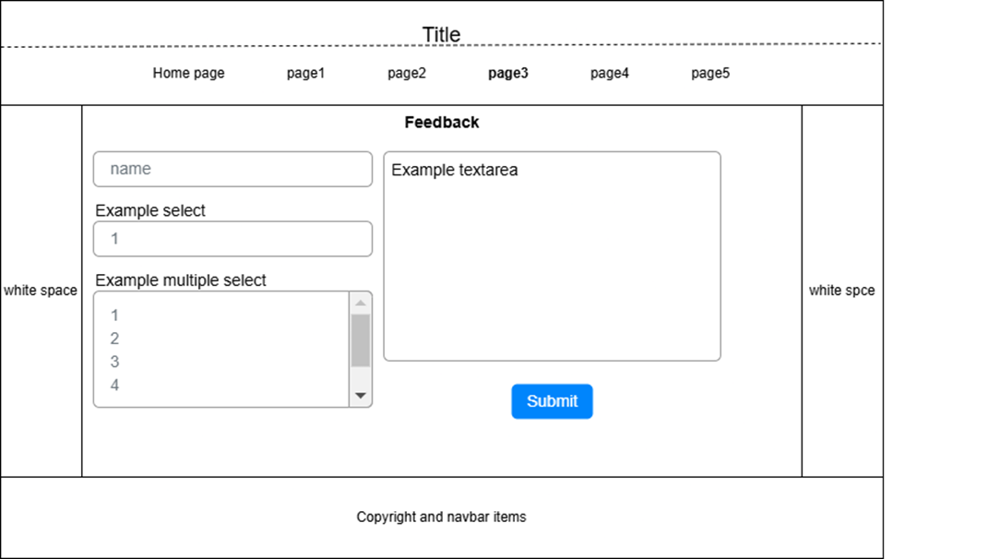 Title
Home page page1 page2 page3 page4 page5
Feedback
name
Example select
1
Example multiple select
1
2
3
4
Example textarea
Submit
white space
white spce
Copyright and navbar items